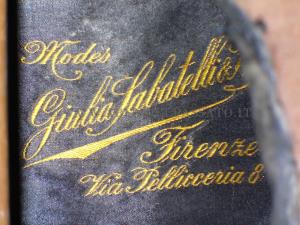 Modes
Giulia Sabatelli &
Firenze
Via Pellicceria 8